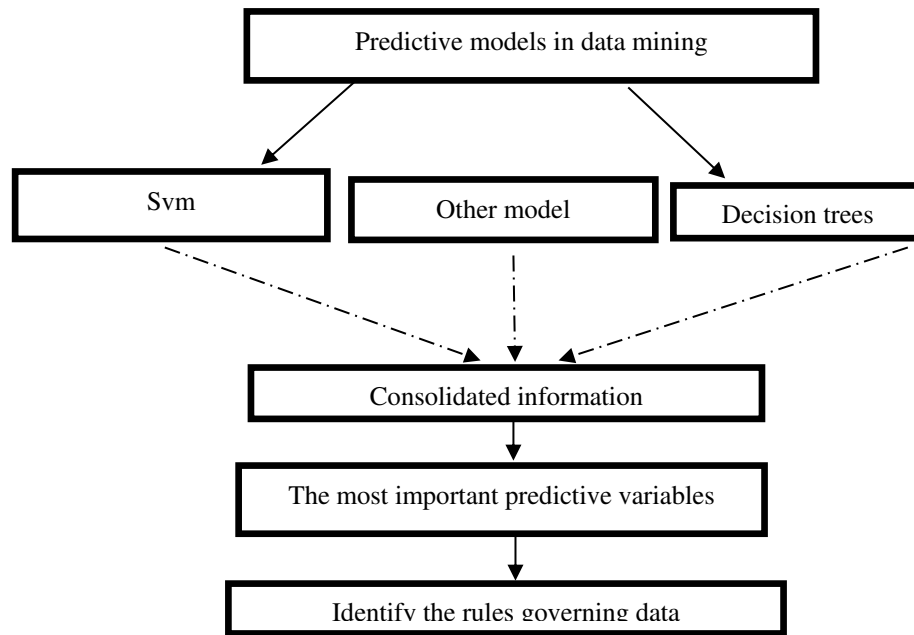 Predictive models in data mining
Svm
Other model
Decision trees
Consolidated information
The most important predictive variables
Identify the rules governing data